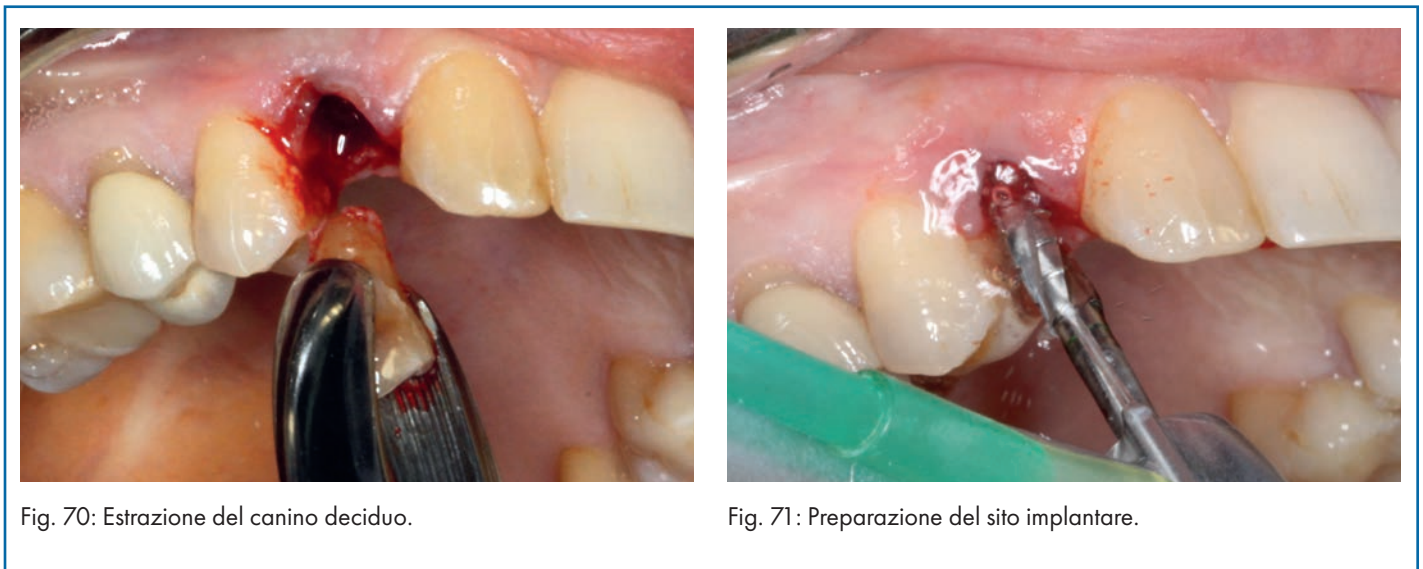 Fig. 70: Estrazione del canino deciduo.
Fig. 71: Preparazione del sito implantare.